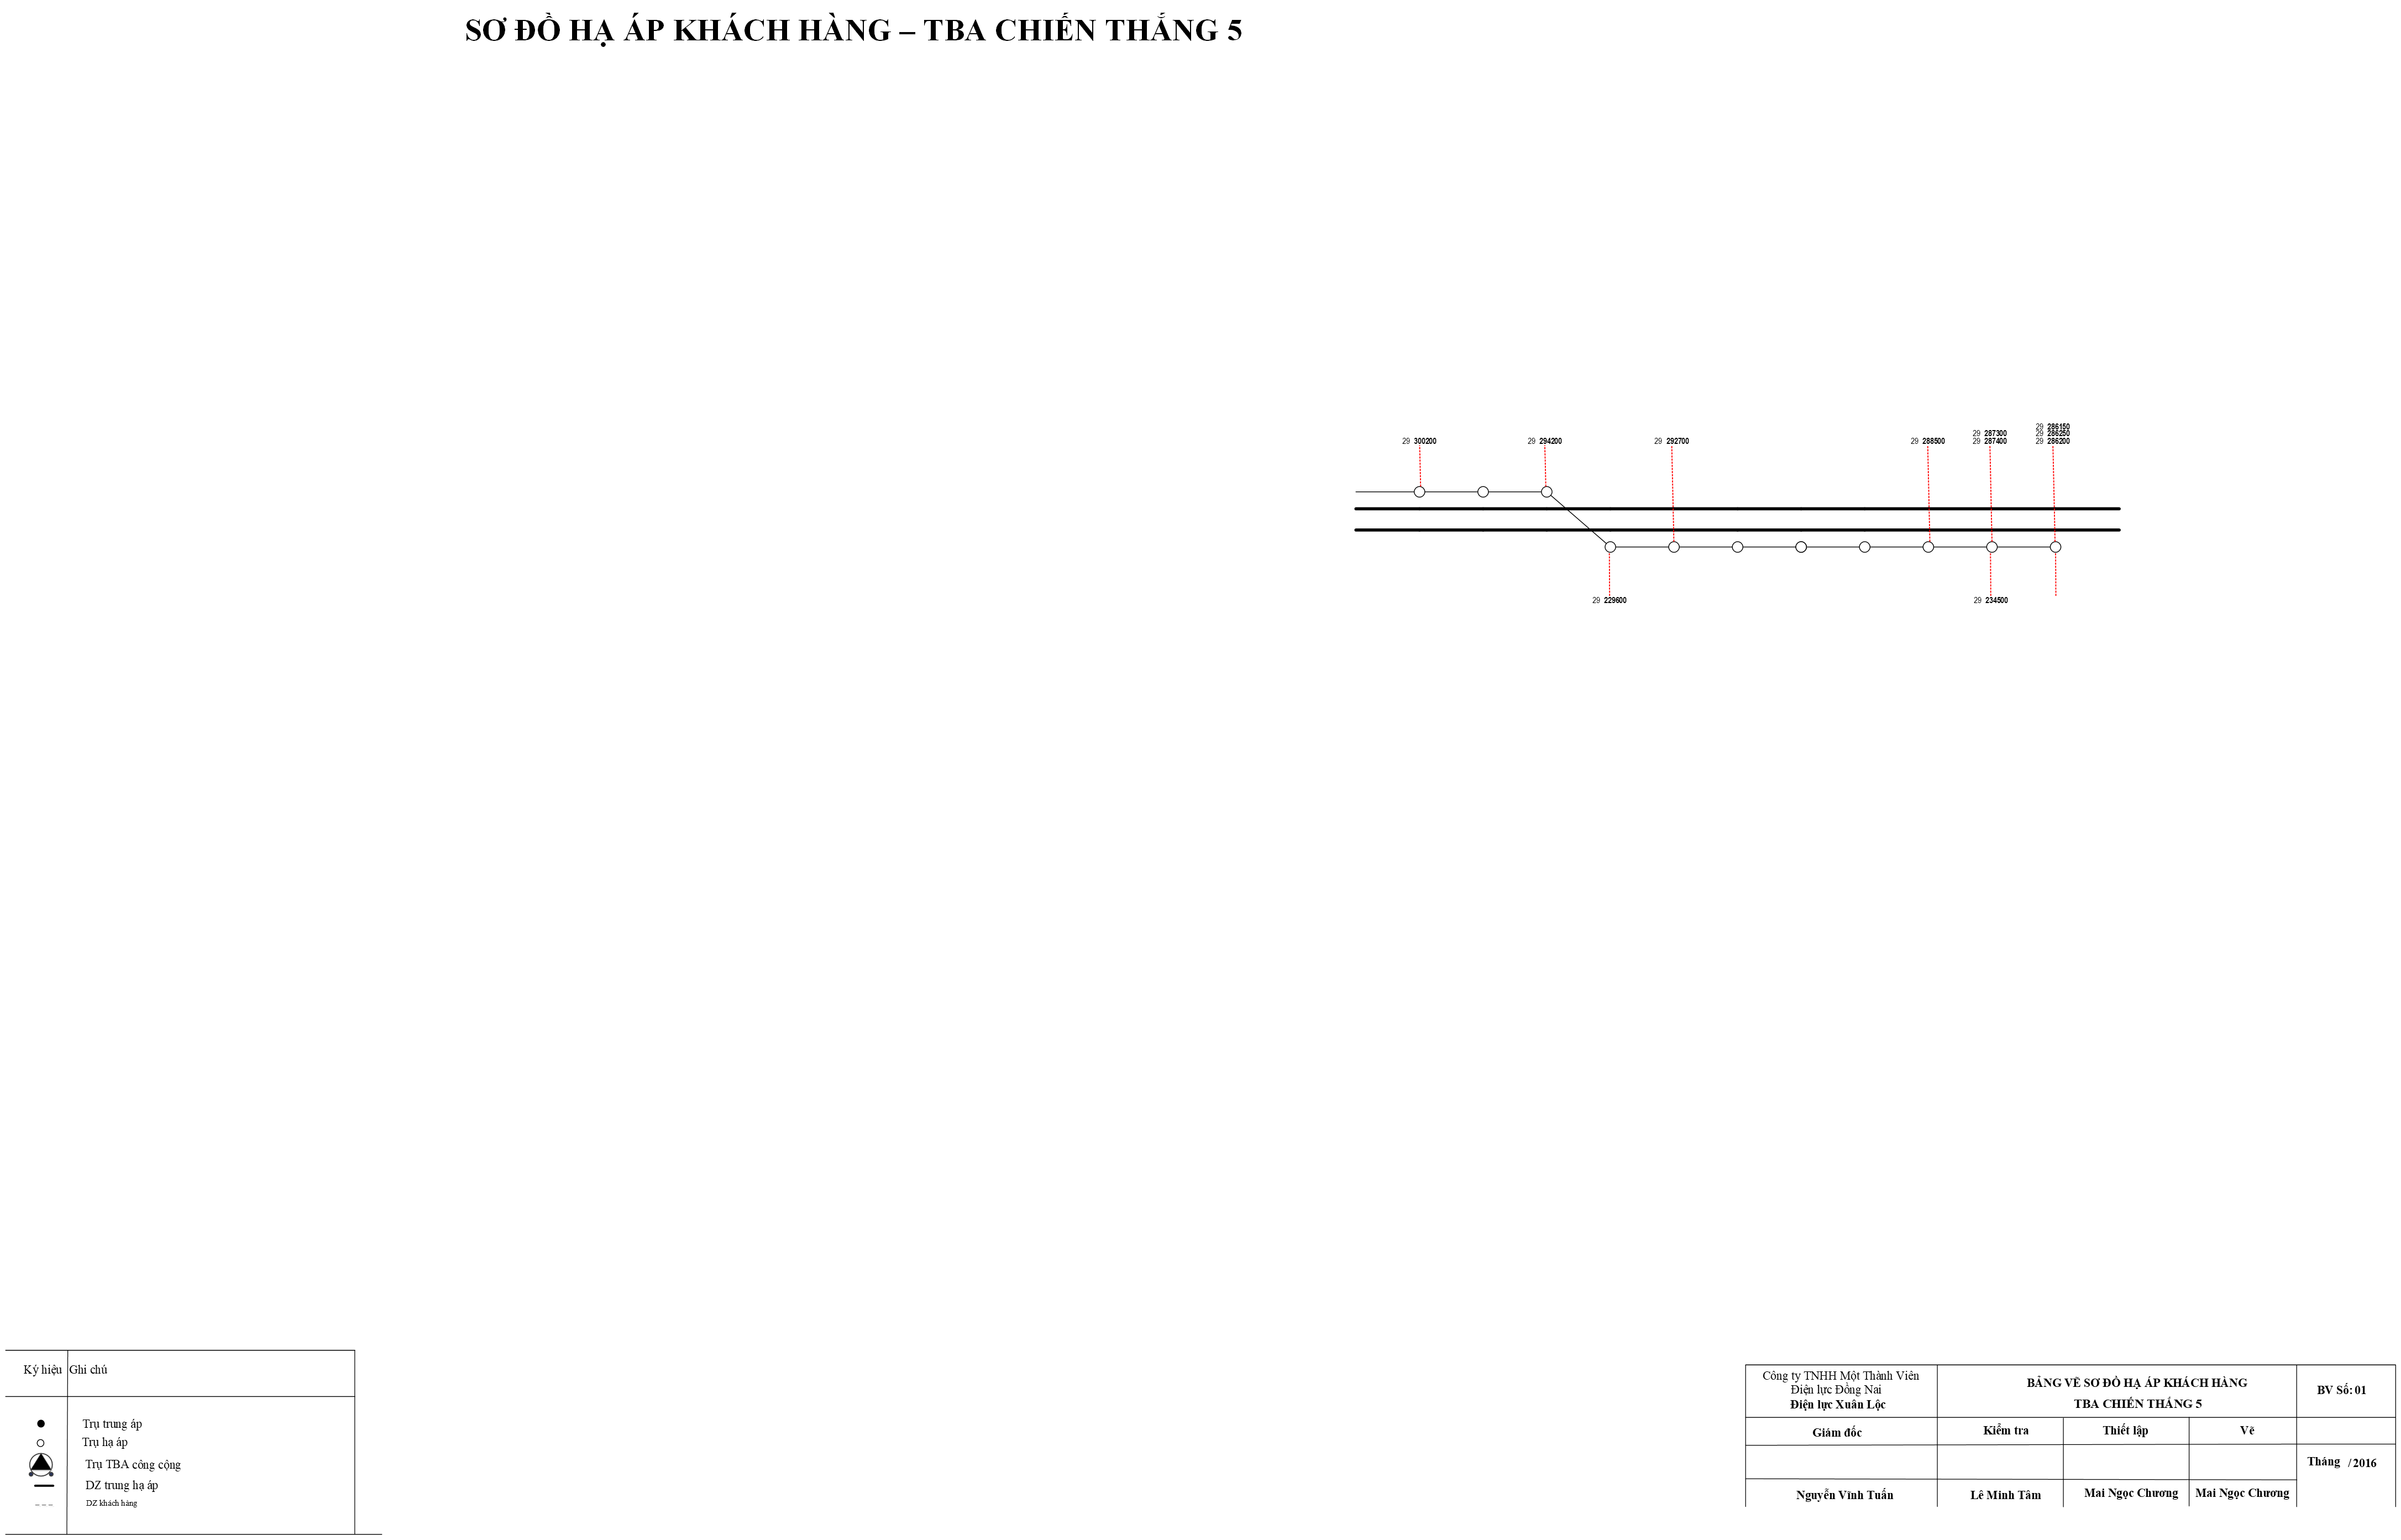 SƠ ĐỒ HẠ ÁP KHÁCH HÀNG – TBA CHIẾN THẮNG 5
29 286150
29 287300
29 286250
29 300200
29 294200
29 292700
29 288500
29 287400
29 286200
29 229600
29 234500
Ký hiệu
Ghi chú
Trụ trung áp
Trụ hạ áp
Trụ TBA công cộng
DZ trung hạ áp
DZ khách hàng
Công ty TNHH Một Thành Viên
Điện lực Đồng Nai
Điện lực Xuân Lộc
BẢNG VẼ SƠ ĐỒ HẠ ÁP KHÁCH HÀNG
TBA CHIẾN THẮNG 5
BV Số: 01
Giám đốc
Kiểm tra
Thiết lập
Vẽ
Tháng / 2016
Nguyễn Vĩnh Tuấn
Lê Minh Tâm
Mai Ngọc Chương
Mai Ngọc Chương